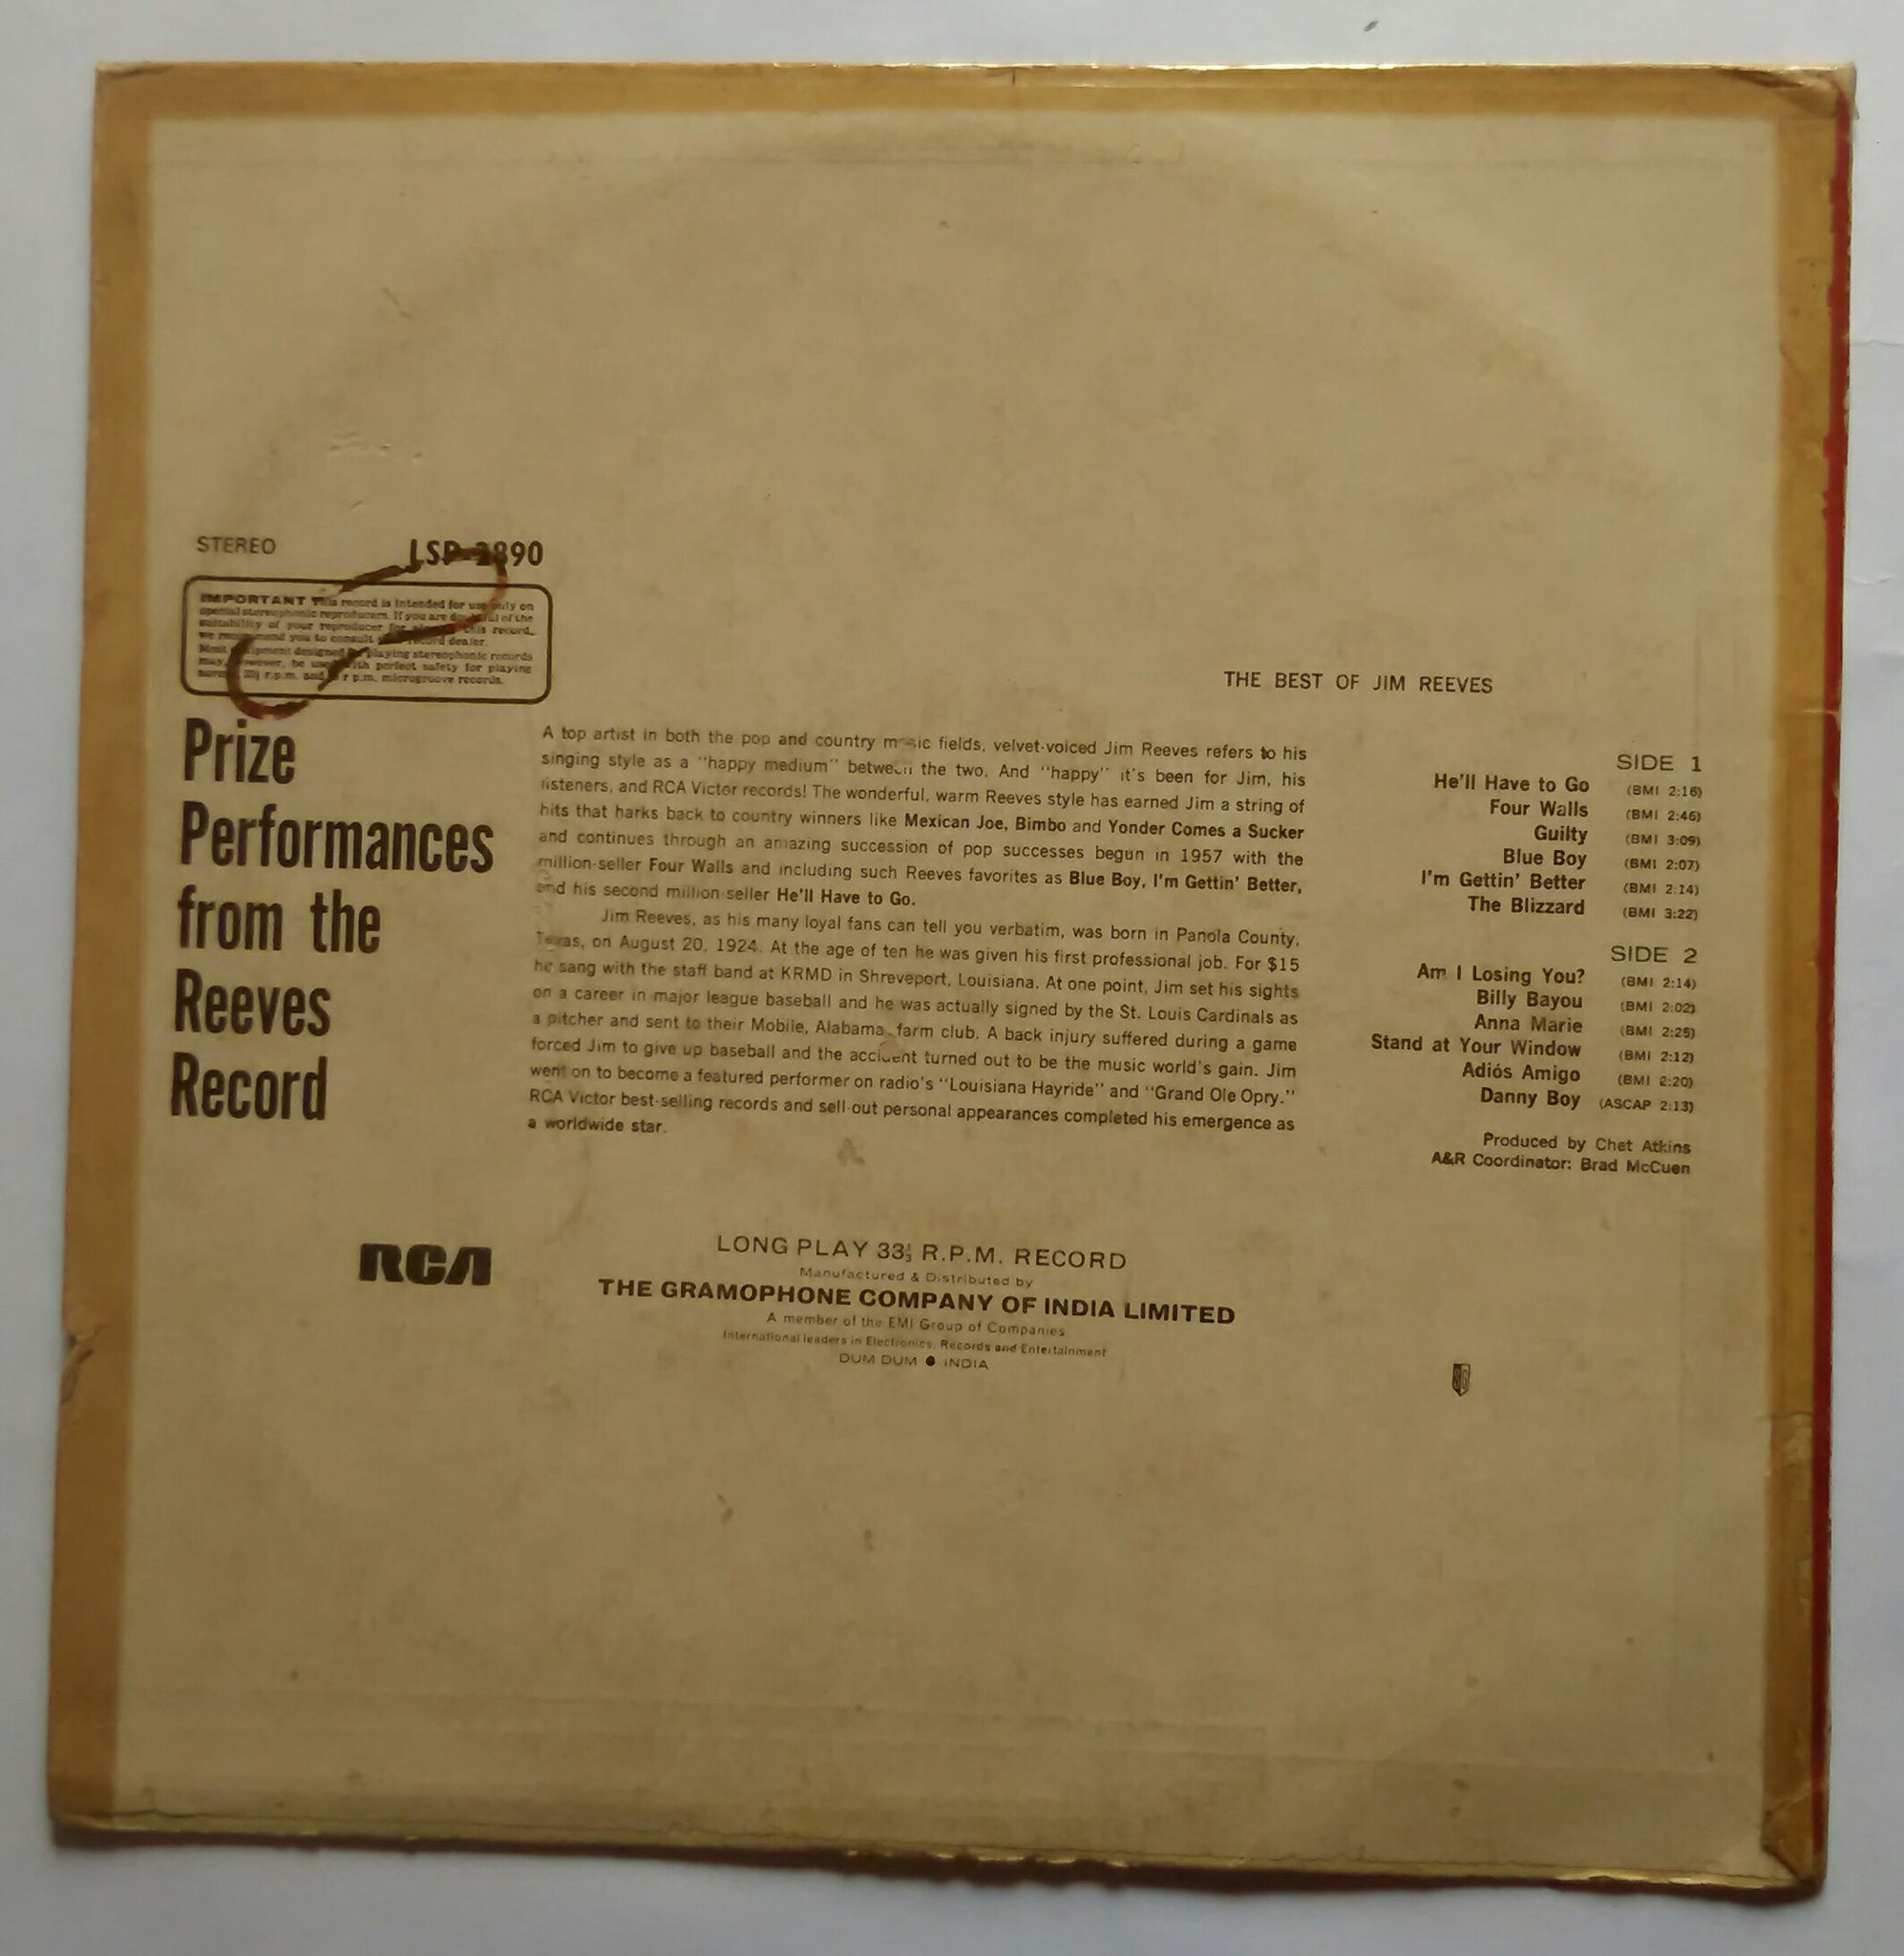 STEREO LSP-2890
IMPORTANT This record is intended for use only on
special stereophonic reproducers. If you are doubtful of the
suitability of your reproducer for playing this record,
we recommend you to consult your record dealer.
Most equipment designed for playing stereophonic records
may, however, be used with perfect safety for playing
normal 33⅓ r.p.m. and r.p.m. microgroove records.
Prize
Performances
from the
Reeves
Record
A top artist in both the pop and country music fields, velvet-voiced Jim Reeves refers to his
singing style as a "happy medium" between the two. And "happy" it's been for Jim, his
listeners, and RCA Victor records! The wonderful, warm Reeves style has earned Jim a string of
hits that harks back to country winners like Mexican Joe, Bimbo and Yonder Comes a Sucker
and continues through an amazing succession of pop successes begun in 1957 with the
million-seller Four Walls and including such Reeves favorites as Blue Boy, I'm Gettin' Better,
and his second million-seller He'll Have to Go.
Jim Reeves, as his many loyal fans can tell you verbatim, was born in Panola County,
Texas, on August 20, 1924. At the age of ten he was given his first professional job. For $15
he sang with the staff band at KRMD in Shreveport, Louisiana. At one point, Jim set his sights
on a career in major league baseball and he was actually signed by the St. Louis Cardinals as
a pitcher and sent to their Mobile, Alabama, farm club. A back injury suffered during a game
forced Jim to give up baseball and the accident turned out to be the music world's gain. Jim
went on to become a featured performer on radio's "Louisiana Hayride" and "Grand Ole Opry."
RCA Victor best-selling records and sell-out personal appearances completed his emergence as
a worldwide star.
THE BEST OF JIM REEVES
SIDE 1
He'll Have to Go (BMI 2:16)
Four Walls (BMI 2:46)
Guilty (BMI 3:09)
Blue Boy (BMI 2:07)
I'm Gettin' Better (BMI 2:14)
The Blizzard (BMI 3:22)
SIDE 2
Am I Losing You? (BMI 2:14)
Billy Bayou (BMI 2:02)
Anna Marie (BMI 2:25)
Stand at Your Window (BMI 2:12)
Adiós Amigo (BMI 2:20)
Danny Boy (ASCAP 2:13)
Produced by Chet Atkins
A&R Coordinator: Brad McCuen
RCA
LONG PLAY 33⅓ R.P.M. RECORD
Manufactured & Distributed by
THE GRAMOPHONE COMPANY OF INDIA LIMITED
A member of the EMI Group of Companies
International leaders in Electronics, Records and Entertainment
DUM DUM ● INDIA